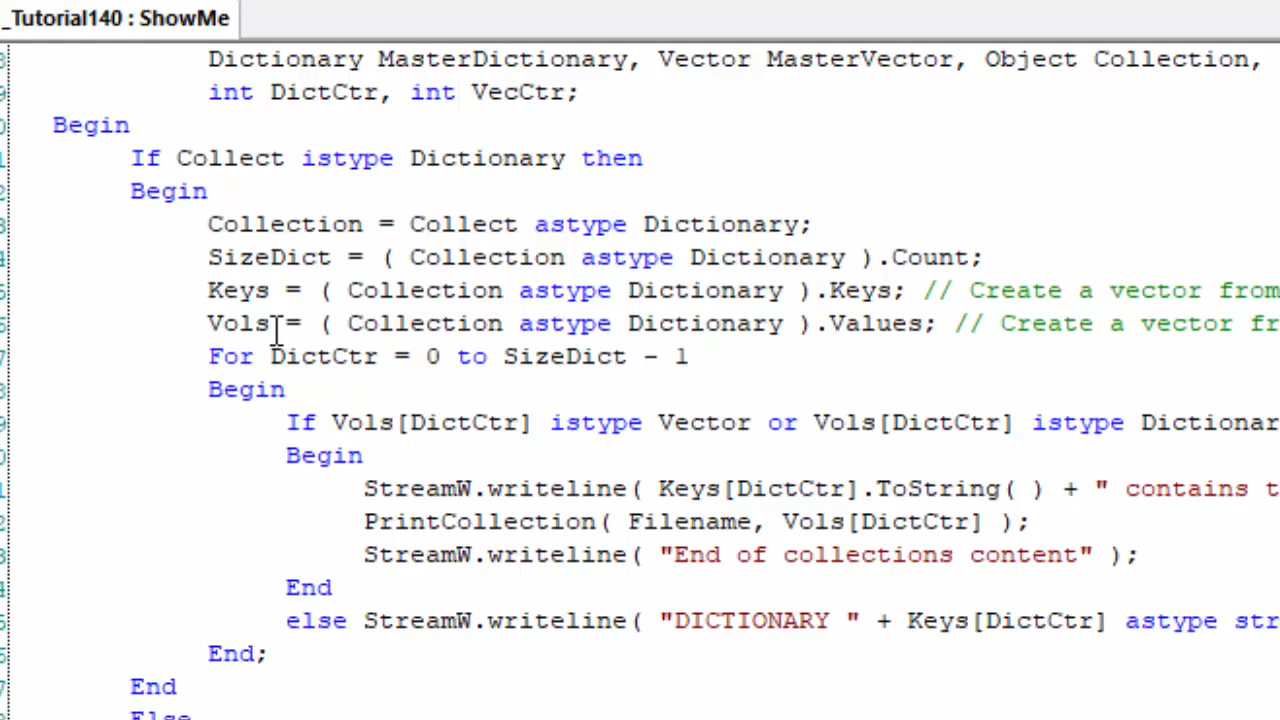 _Tutorial140 : ShowMe
Dictionary MasterDictionary, Vector MasterVector, Object Collection,
int DictCtr, int VecCtr;
Begin
If Collect istype Dictionary then
Begin
Collection = Collect astype Dictionary;
SizeDict = ( Collection astype Dictionary ).Count;
Keys = ( Collection astype Dictionary ).Keys; // Create a vector from
Vols = ( Collection astype Dictionary ).Values; // Create a vector fr
For DictCtr = 0 to SizeDict - 1
Begin
If Vols[DictCtr] istype Vector or Vols[DictCtr] istype Dictionar
Begin
StreamW.writeline( Keys[DictCtr].ToString( ) + " contains t
PrintCollection( Filename, Vols[DictCtr] );
StreamW.writeline( "End of collections content" );
End
else StreamW.writeline( "DICTIONARY " + Keys[DictCtr] astype str
End;
End
Else